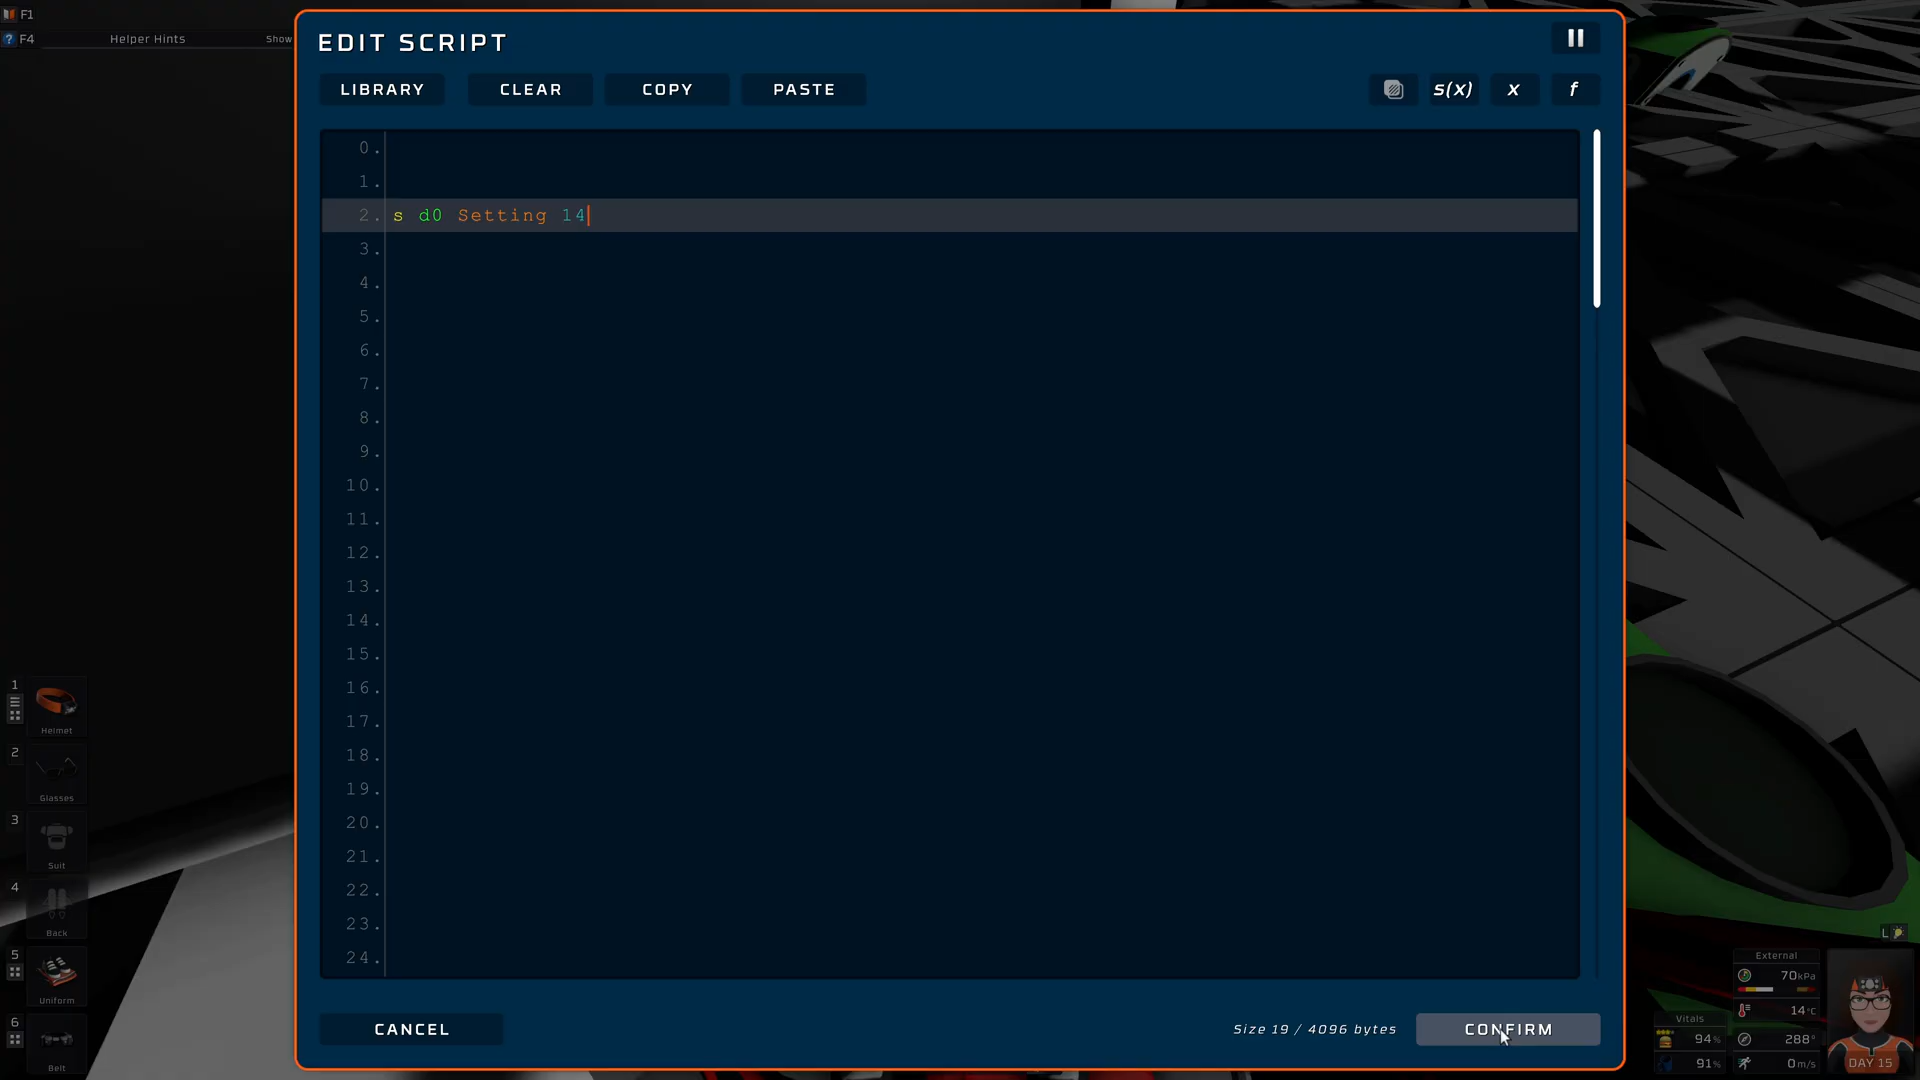 F1
? F4 Helper Hints Show
EDIT SCRIPT
LIBRARY CLEAR COPY PASTE s(x) x f
0.
1.
2. s d0 Setting 14
3.
4.
5.
6.
7.
8.
9.
10.
11.
12.
13.
14.
15.
16.
17.
18.
19.
20.
21.
22.
23.
24.
CANCEL Size 19 / 4096 bytes CONFIRM
1
Helmet
2
Glasses
3
Suit
4
Back
5
Uniform
6
Belt
L
External
70kPa
14°C
Vitals
94%
288°
91%
0m/s
DAY 15